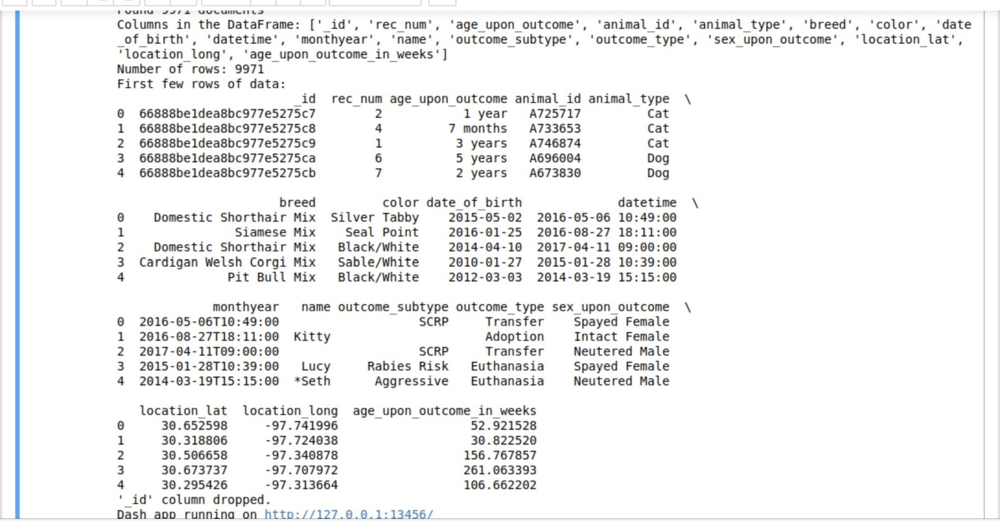 Found 9971 documents
Columns in the DataFrame: ['_id', 'rec_num', 'age_upon_outcome', 'animal_id', 'animal_type', 'breed', 'color', 'date
_of_birth', 'datetime', 'monthyear', 'name', 'outcome_subtype', 'outcome_type', 'sex_upon_outcome', 'location_lat',
'location_long', 'age_upon_outcome_in_weeks']
Number of rows: 9971
First few rows of data:
_id rec_num age_upon_outcome animal_id animal_type \
0 66888be1dea8bc977e5275c7 2 1 year A725717 Cat
1 66888be1dea8bc977e5275c8 4 7 months A733653 Cat
2 66888be1dea8bc977e5275c9 1 3 years A746874 Cat
3 66888be1dea8bc977e5275ca 6 5 years A696004 Dog
4 66888be1dea8bc977e5275cb 7 2 years A673830 Dog
breed color date_of_birth datetime \
0 Domestic Shorthair Mix Silver Tabby 2015-05-02 2016-05-06 10:49:00
1 Siamese Mix Seal Point 2016-01-25 2016-08-27 18:11:00
2 Domestic Shorthair Mix Black/White 2014-04-10 2017-04-11 09:00:00
3 Cardigan Welsh Corgi Mix Sable/White 2010-01-27 2015-01-28 10:39:00
4 Pit Bull Mix Black/White 2012-03-03 2014-03-19 15:15:00
monthyear name outcome_subtype outcome_type sex_upon_outcome \
0 2016-05-06T10:49:00 SCRP Transfer Spayed Female
1 2016-08-27T18:11:00 Kitty Adoption Intact Female
2 2017-04-11T09:00:00 SCRP Transfer Neutered Male
3 2015-01-28T10:39:00 Lucy Rabies Risk Euthanasia Spayed Female
4 2014-03-19T15:15:00 *Seth Aggressive Euthanasia Neutered Male
location_lat location_long age_upon_outcome_in_weeks
0 30.652598 -97.741996 52.921528
1 30.318806 -97.724038 30.822520
2 30.506658 -97.340878 156.767857
3 30.673737 -97.707972 261.063393
4 30.295426 -97.313664 106.662202
'_id' column dropped.
Dash app running on http://127.0.0.1:13456/